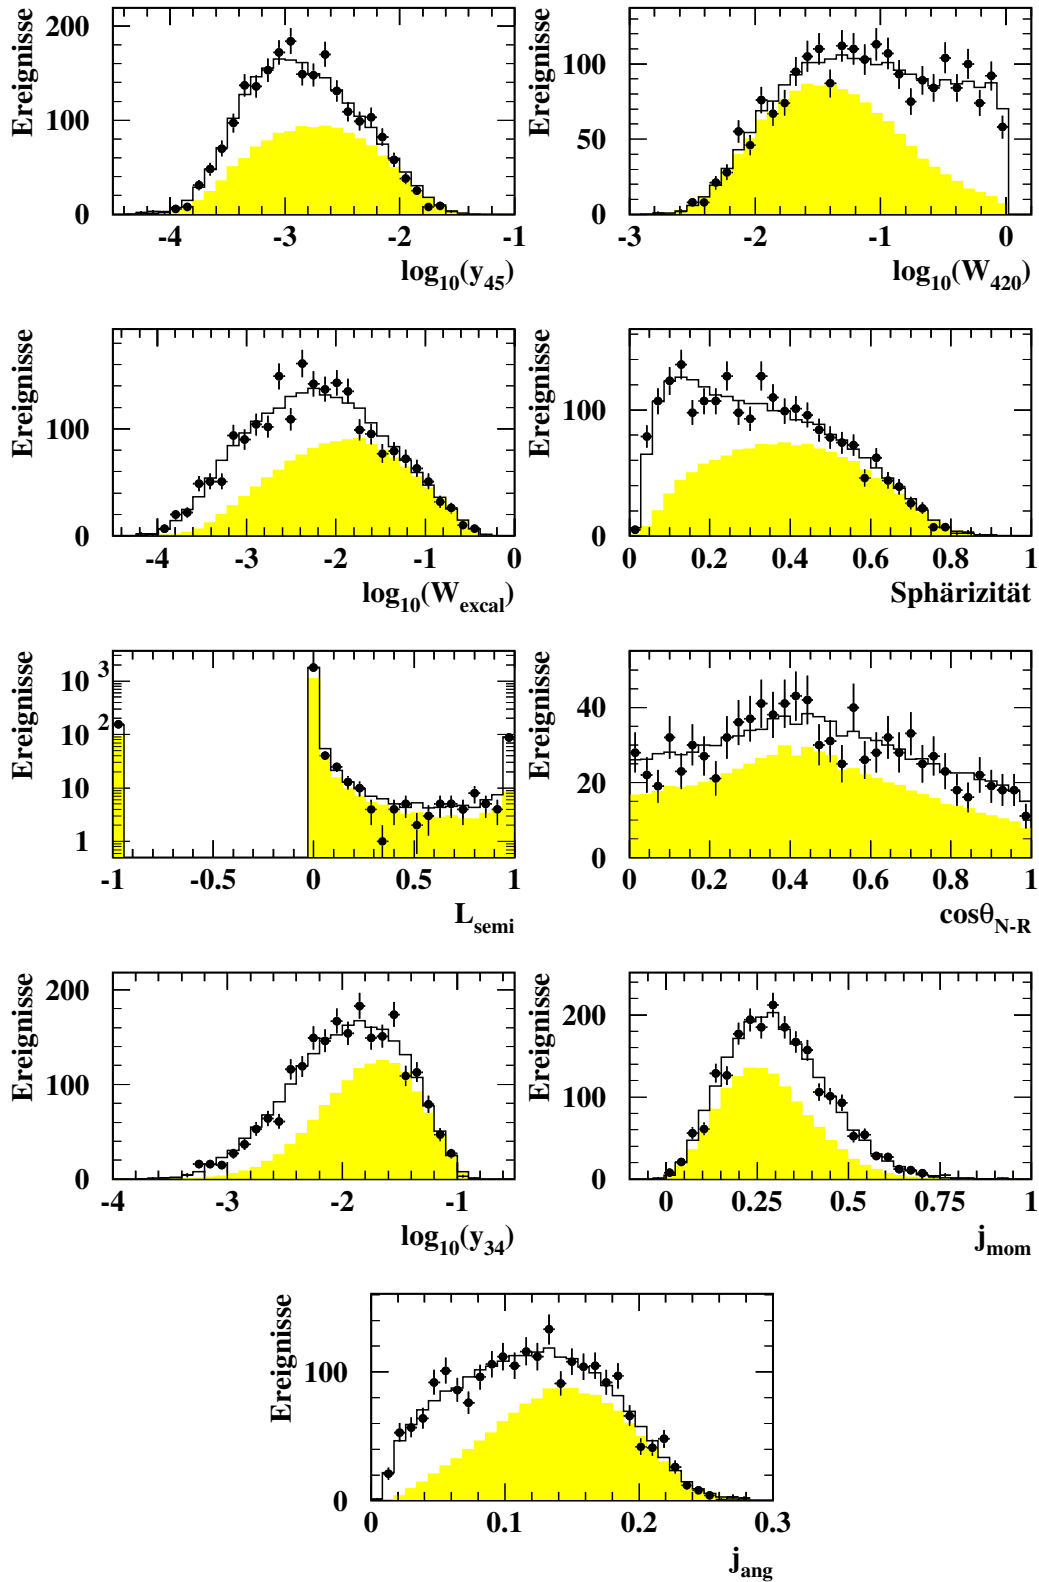 Ereignisse
200
100
0
-4 -3 -2 -1
log10(y45)
Ereignisse
100
50
0
-3 -2 -1 0
log10(W420)
Ereignisse
100
0
-4 -3 -2 -1 0
log10(Wexcal)
Ereignisse
100
0
0 0.2 0.4 0.6 0.8 1
Sphärizität
Ereignisse
10 3
10 2
10
1
-1 -0.5 0 0.5 1
Lsemi
Ereignisse
40
20
0
0 0.2 0.4 0.6 0.8 1
cosθN-R
Ereignisse
200
100
0
-4 -3 -2 -1
log10(y34)
Ereignisse
200
100
0
0 0.25 0.5 0.75 1
jmom
Ereignisse
100
0
0 0.1 0.2 0.3
jang